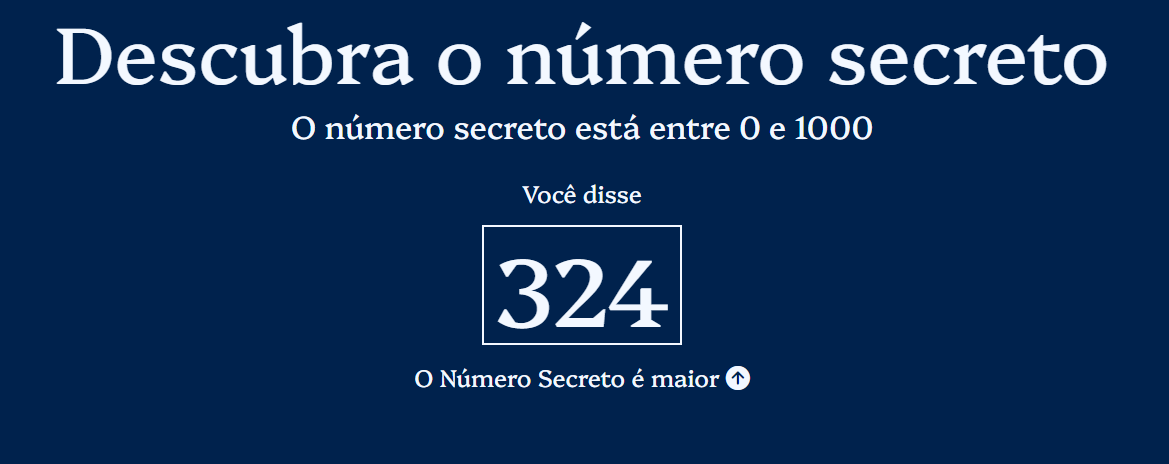 Descubra o número secreto
O número secreto está entre 0 e 1000
Você disse
324
O Número Secreto é maior